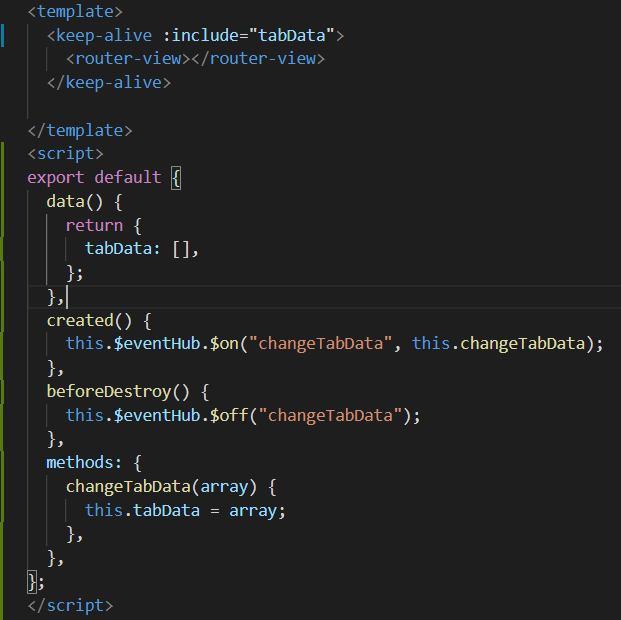 <template>
<keep-alive :include="tabData">
<router-view></router-view>
</keep-alive>
</template>
<script>
export default {
data() {
return {
tabData: [],
};
},
created() {
this.$eventHub.$on("changeTabData", this.changeTabData);
},
beforeDestroy() {
this.$eventHub.$off("changeTabData");
},
methods: {
changeTabData(array) {
this.tabData = array;
},
},
};
</script>